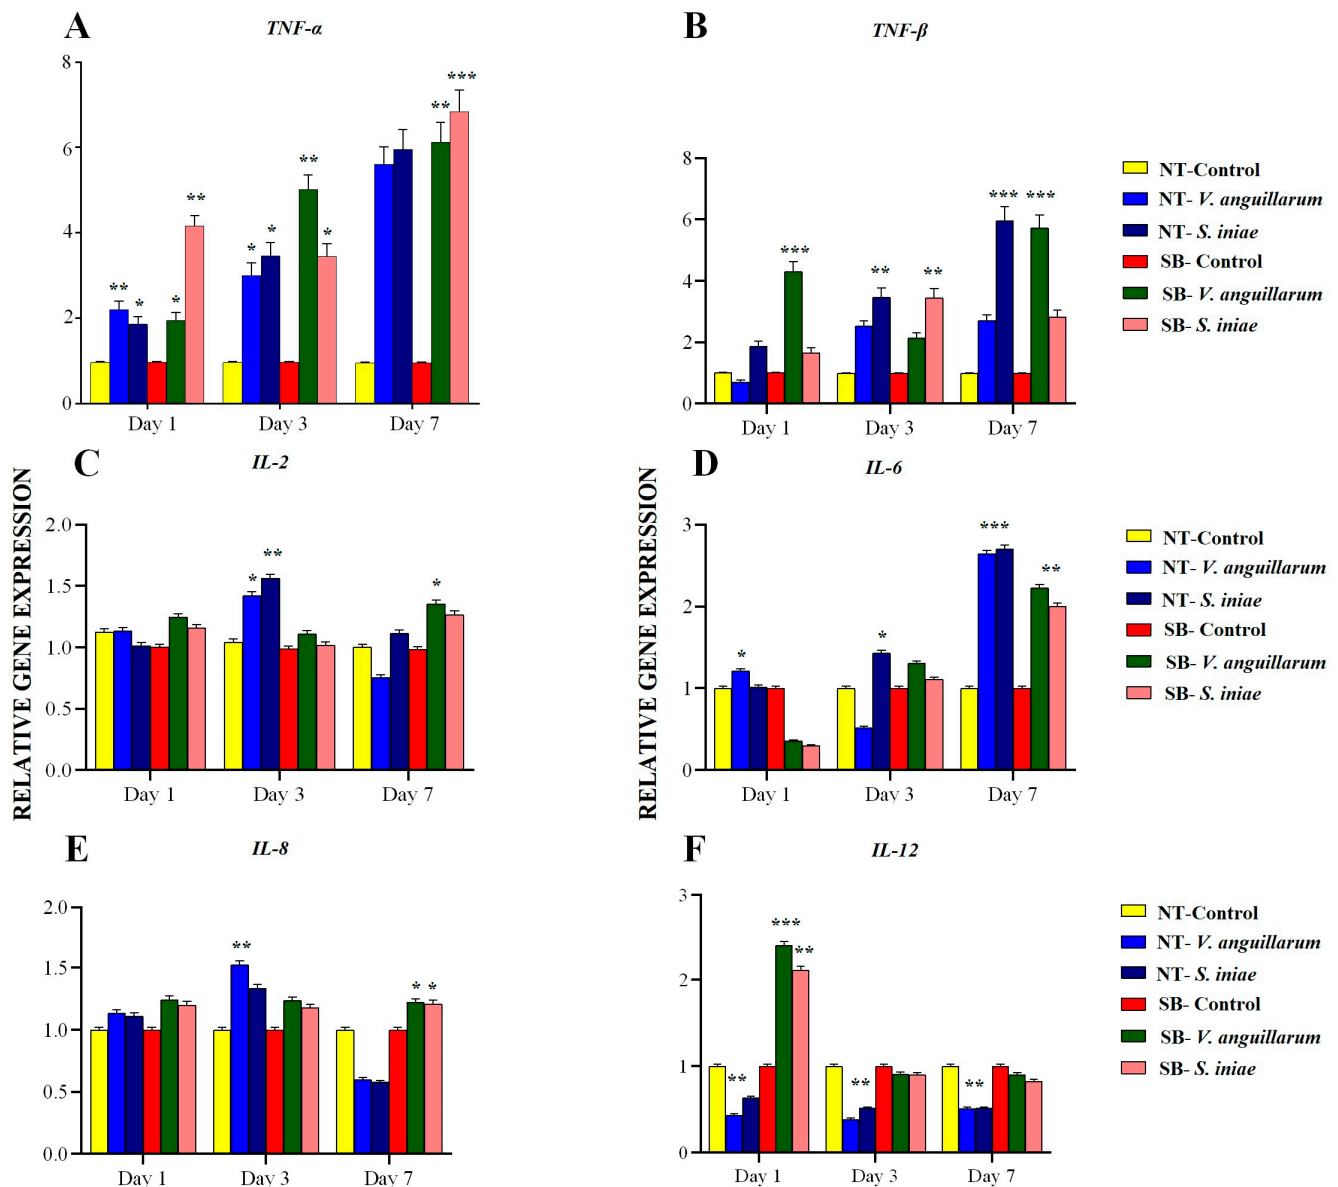 A
TNF-α
8
6
4
2
0
** * * **
* * ** *
** ***
Day 1 Day 3 Day 7
B
TNF-β
8
6
4
2
0
***
** **
*** ***
Day 1 Day 3 Day 7
NT-Control
NT- V. anguillarum
NT- S. iniae
SB- Control
SB- V. anguillarum
SB- S. iniae
RELATIVE GENE EXPRESSION
C
IL-2
2.0
1.5
1.0
0.5
0.0
* **
*
Day 1 Day 3 Day 7
RELATIVE GENE EXPRESSION
D
IL-6
3
2
1
0
*
*
***
**
Day 1 Day 3 Day 7
NT-Control
NT- V. anguillarum
NT- S. iniae
SB- Control
SB- V. anguillarum
SB- S. iniae
E
IL-8
2.0
1.5
1.0
0.5
0.0
**
* *
Day 1 Day 3 Day 7
F
IL-12
3
2
1
0
** *** **
**
**
Day 1 Day 3 Day 7
NT-Control
NT- V. anguillarum
NT- S. iniae
SB- Control
SB- V. anguillarum
SB- S. iniae